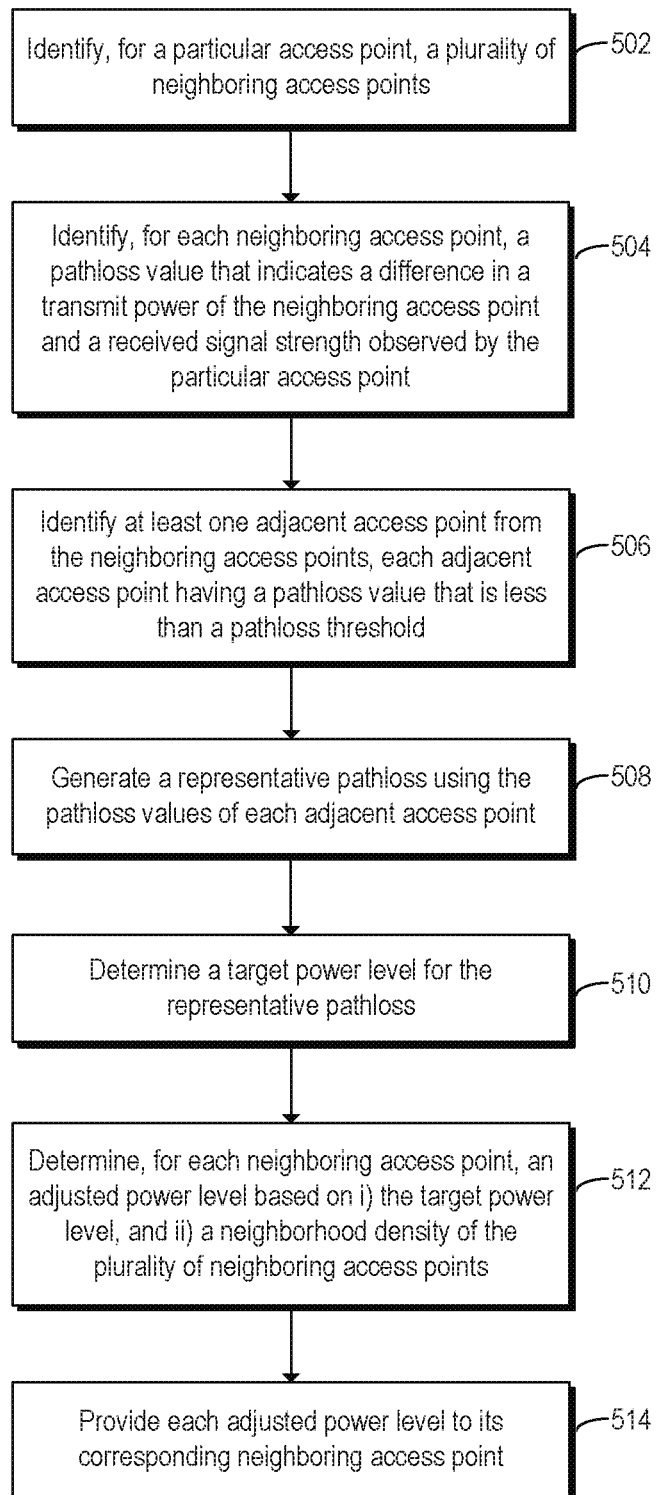 Identify, for a particular access point, a plurality of
neighboring access points
502
Identify, for each neighboring access point, a
pathloss value that indicates a difference in a
transmit power of the neighboring access point
and a received signal strength observed by the
particular access point
504
Identify at least one adjacent access point from
the neighboring access points, each adjacent
access point having a pathloss value that is less
than a pathloss threshold
506
Generate a representative pathloss using the
pathloss values of each adjacent access point
508
Determine a target power level for the
representative pathloss
510
Determine, for each neighboring access point, an
adjusted power level based on i) the target power
level, and ii) a neighborhood density of the
plurality of neighboring access points
512
Provide each adjusted power level to its
corresponding neighboring access point
514